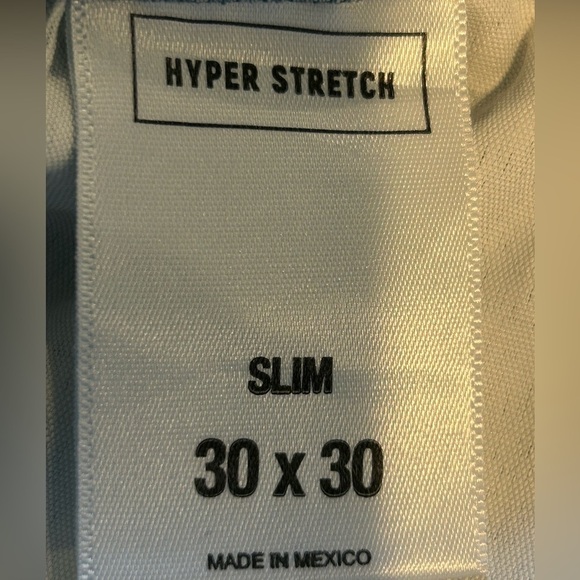 HYPER STRETCH
SLIM
30 x 30
MADE IN MEXICO